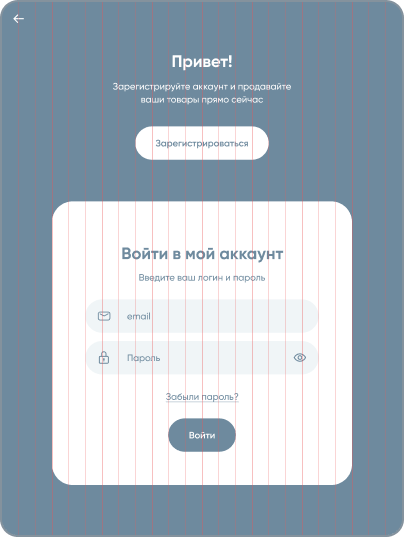 Привет!
Зарегистрируйте аккаунт и продавайте
ваши товары прямо сейчас
Зарегистрироваться
Войти в мой аккаунт
Введите ваш логин и пароль
email
Пароль
Забыли пароль?
Войти